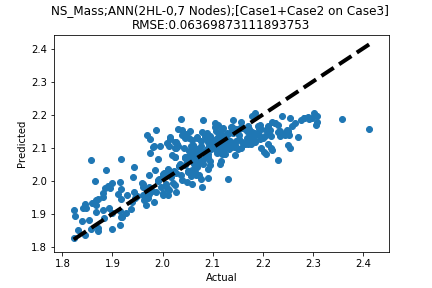 NS_Mass;ANN(2HL-0,7 Nodes);[Case1+Case2 on Case3]
RMSE:0.06369873111893753
2.4
2.3
2.2
2.1
2.0
1.9
1.8
Predicted
1.8 1.9 2.0 2.1 2.2 2.3 2.4
Actual